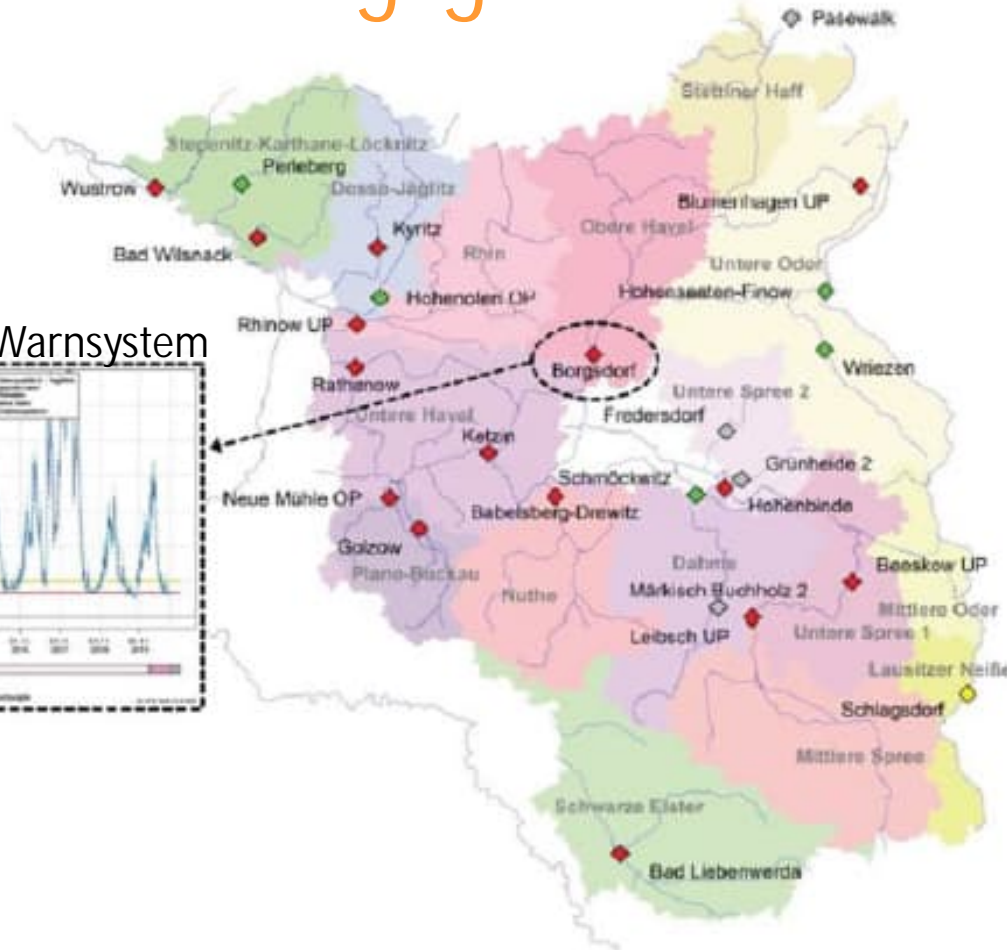 Pasewalk
Stettiner Haff
Stepenitz-Karthane-Löcknitz
Perleberg
Wustrow
Dosse-Jäglitz
Blumenhagen UP
Kyritz
Obere Havel
Bad Wilsnack
Rhin
Untere Oder
Hohenofen OP
Hohensaaten-Finow
Rhinow UP
Warnsystem
Borgsdorf
Wriezen
Rathenow
Untere Spree 2
Untere Havel
Fredersdorf
Ketzin
Grünheide 2
Schmöckwitz
Neue Mühle OP
Babelsberg-Drewitz
Hohenbinde
Golzow
Dahme
Beeskow UP
Plane-Buckau
Nuthe
Märkisch Buchholz 2
Mittlere Oder
Leibsch UP
Untere Spree 1
Lausitzer Neiße
Schlagsdorf
Mittlere Spree
Schwarze Elster
Bad Liebenwerda